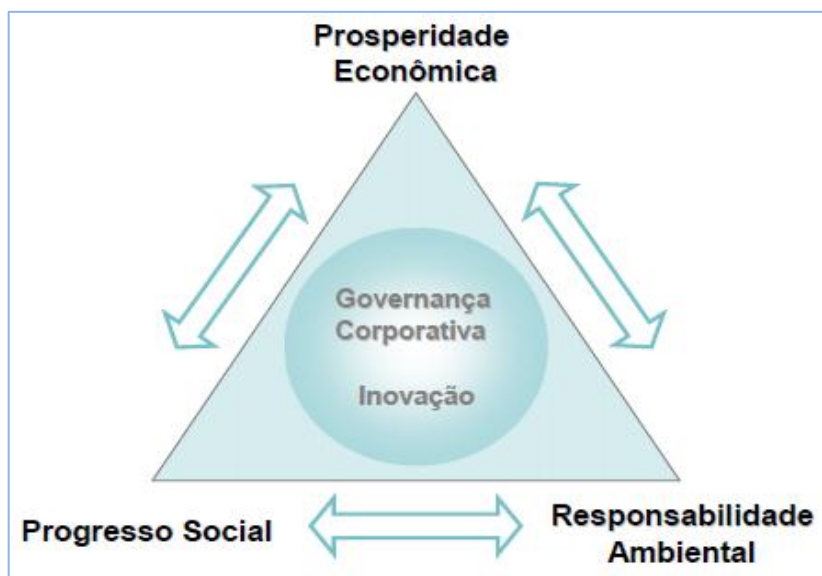 Prosperidade
Econômica
Governança
Corporativa
Inovação
Progresso Social
Responsabilidade
Ambiental